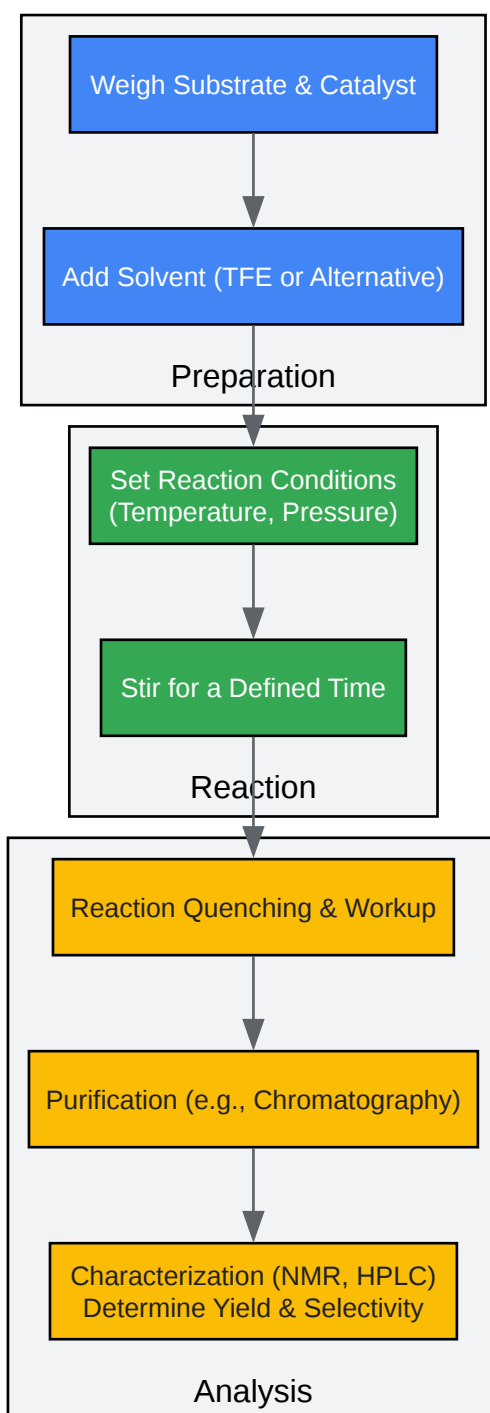 Weigh Substrate & Catalyst
Add Solvent (TFE or Alternative)
Preparation
Set Reaction Conditions
(Temperature, Pressure)
Stir for a Defined Time
Reaction
Reaction Quenching & Workup
Purification (e.g., Chromatography)
Characterization (NMR, HPLC)
Determine Yield & Selectivity
Analysis